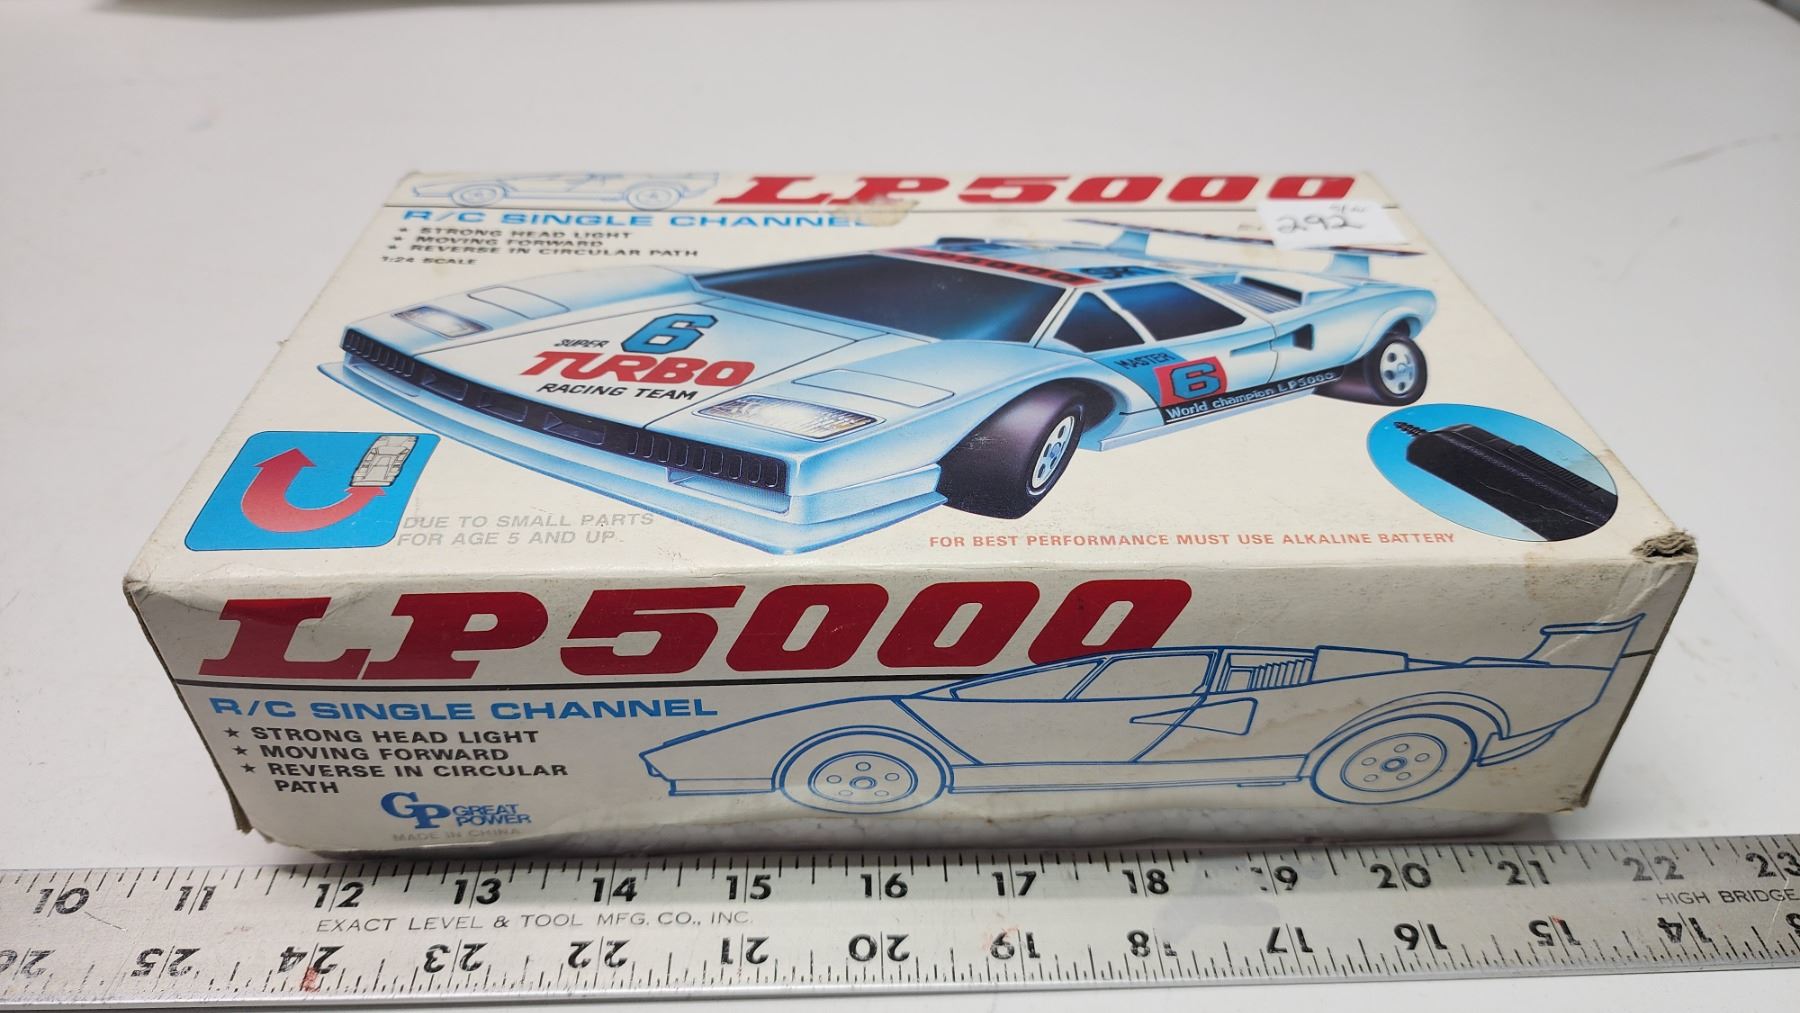 LP5000
R/C SINGLE CHANNEL
★ STRONG HEAD LIGHT
★ MOVING FORWARD
★ REVERSE IN CIRCULAR PATH
1:24 SCALE
292
LP5000
6
SUPER
TURBO
RACING TEAM
MASTER
6
World champion LP5000
DUE TO SMALL PARTS
FOR AGE 5 AND UP.
FOR BEST PERFORMANCE MUST USE ALKALINE BATTERY
LP5000
R/C SINGLE CHANNEL
★ STRONG HEAD LIGHT
★ MOVING FORWARD
★ REVERSE IN CIRCULAR
PATH
GP GREAT
POWER
MADE IN CHINA
10 11 12 13 14 15 16 17 18 19 20 21 22 23
EXACT LEVEL & TOOL MFG. CO., INC.
HIGH BRIDGE
26 25 24 23 22 21 20 19 18 17 16 15 14